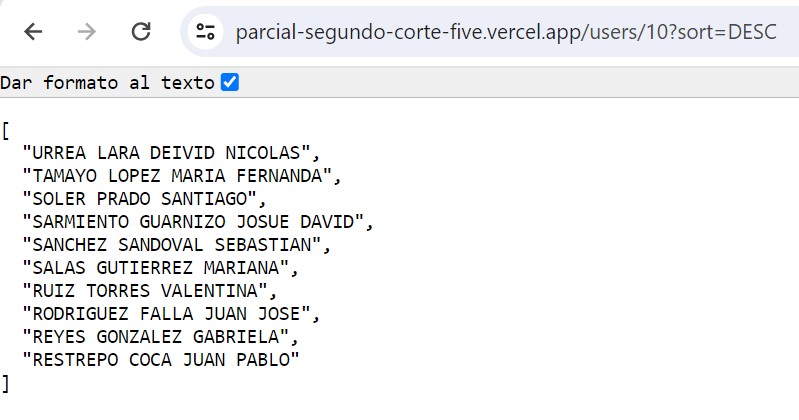 parcial-segundo-corte-five.vercel.app/users/10?sort=DESC
Dar formato al texto
[
"URREA LARA DEIVID NICOLAS",
"TAMAYO LOPEZ MARIA FERNANDA",
"SOLER PRADO SANTIAGO",
"SARMIENTO GUARNIZO JOSUE DAVID",
"SANCHEZ SANDOVAL SEBASTIAN",
"SALAS GUTIERREZ MARIANA",
"RUIZ TORRES VALENTINA",
"RODRIGUEZ FALLA JUAN JOSE",
"REYES GONZALEZ GABRIELA",
"RESTREPO COCA JUAN PABLO"
]